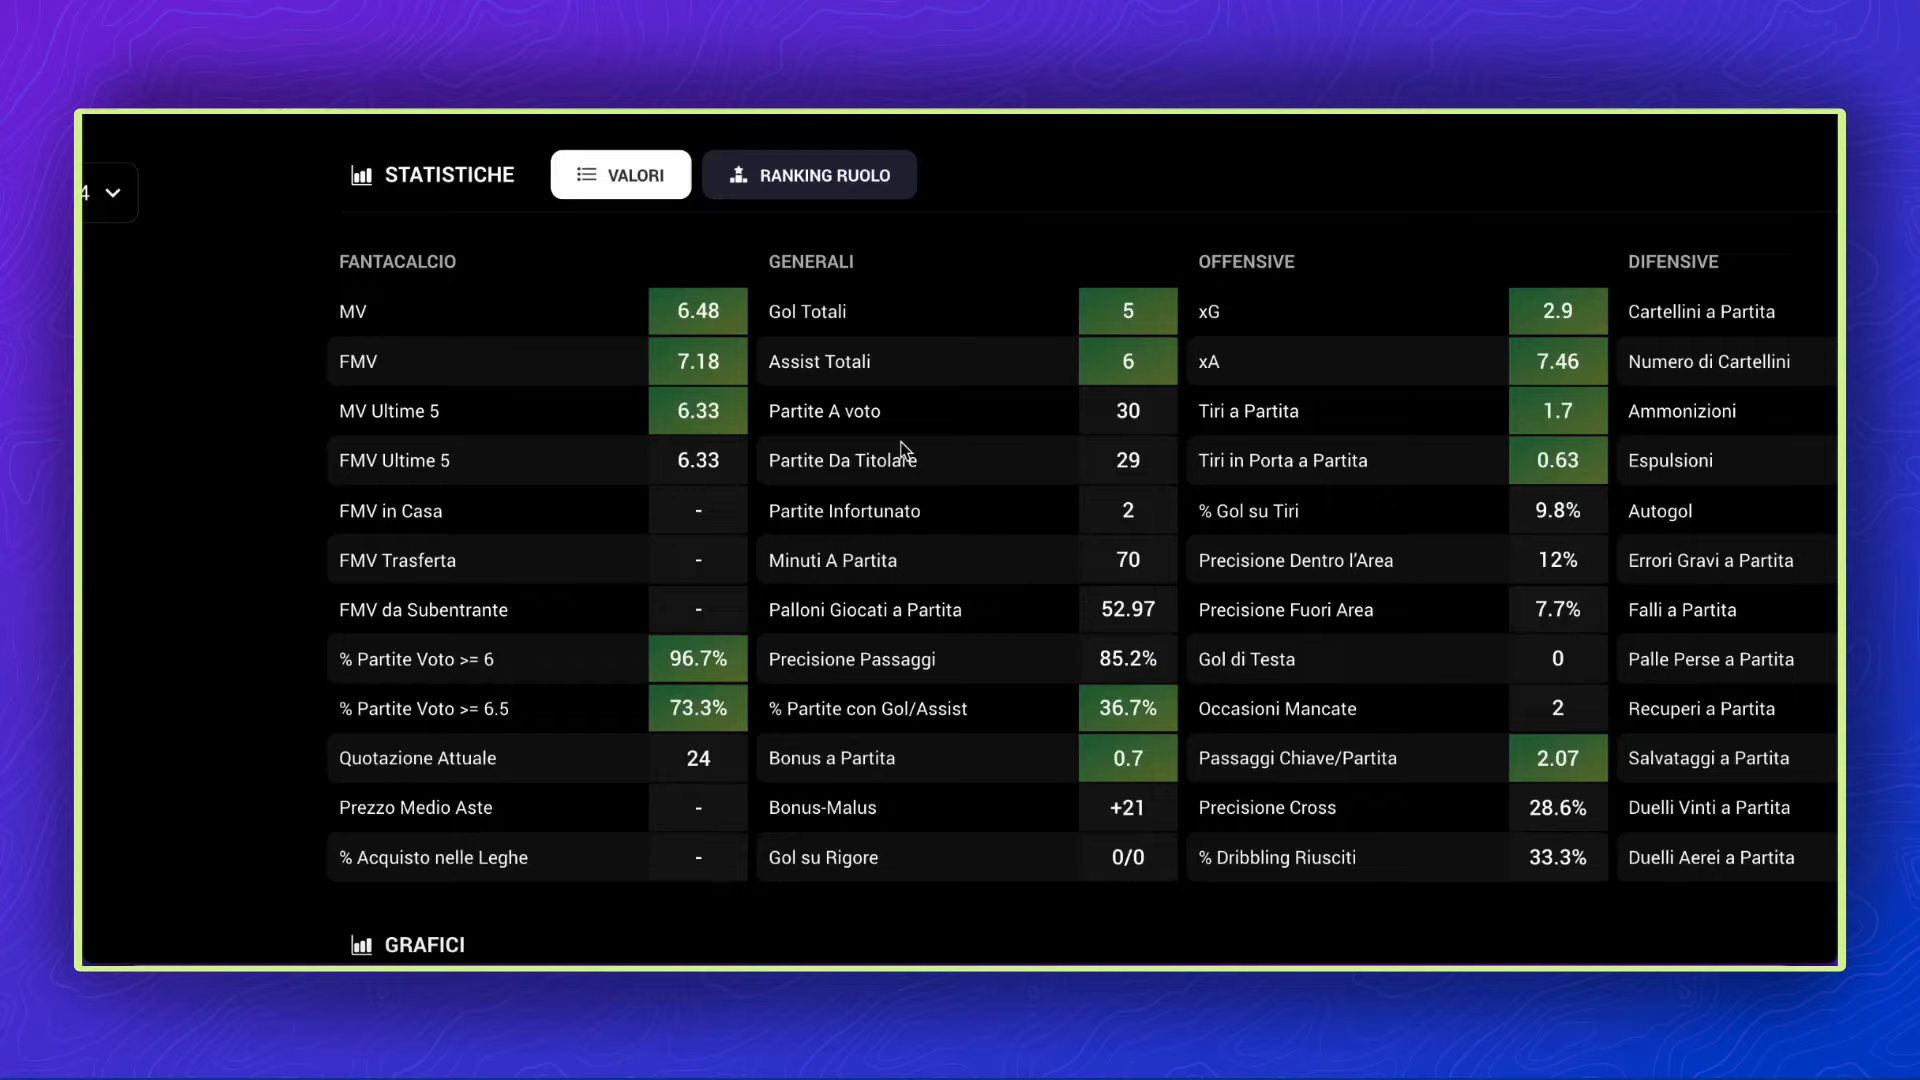 4
STATISTICHE
VALORI
RANKING RUOLO
FANTACALCIO
MV 6.48
FMV 7.18
MV Ultime 5 6.33
FMV Ultime 5 6.33
FMV in Casa -
FMV Trasferta -
FMV da Subentrante -
% Partite Voto >= 6 96.7%
% Partite Voto >= 6.5 73.3%
Quotazione Attuale 24
Prezzo Medio Aste -
% Acquisto nelle Leghe -
GENERALI
Gol Totali 5
Assist Totali 6
Partite A voto 30
Partite Da Titolare 29
Partite Infortunato 2
Minuti A Partita 70
Palloni Giocati a Partita 52.97
Precisione Passaggi 85.2%
% Partite con Gol/Assist 36.7%
Bonus a Partita 0.7
Bonus-Malus +21
Gol su Rigore 0/0
OFFENSIVE
xG 2.9
xA 7.46
Tiri a Partita 1.7
Tiri in Porta a Partita 0.63
% Gol su Tiri 9.8%
Precisione Dentro l’Area 12%
Precisione Fuori Area 7.7%
Gol di Testa 0
Occasioni Mancate 2
Passaggi Chiave/Partita 2.07
Precisione Cross 28.6%
% Dribbling Riusciti 33.3%
DIFENSIVE
Cartellini a Partita
Numero di Cartellini
Ammonizioni
Espulsioni
Autogol
Errori Gravi a Partita
Falli a Partita
Palle Perse a Partita
Recuperi a Partita
Salvataggi a Partita
Duelli Vinti a Partita
Duelli Aerei a Partita
GRAFICI